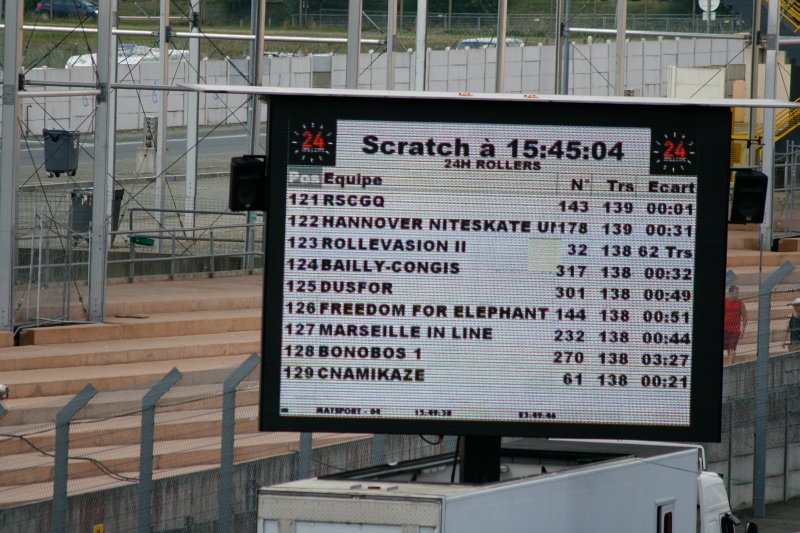 24 Scratch à 15:45:04 24
24H ROLLERS
Pos Equipe N° Trs Ecart
121 RSCGQ 143 139 00:01
122 HANNOVER NITESKATE 178 139 00:31
123 ROLLEVASION II 32 138 62 Trs
124 BAILLY-CONGIS 317 138 00:32
125 DUSFOR 301 138 00:49
126 FREEDOM FOR ELEPHANT 144 138 00:51
127 MARSEILLE IN LINE 232 138 00:44
128 BONOBOS 1 270 138 03:27
129 CNAMIKAZE 61 138 00:21
MATSPORT